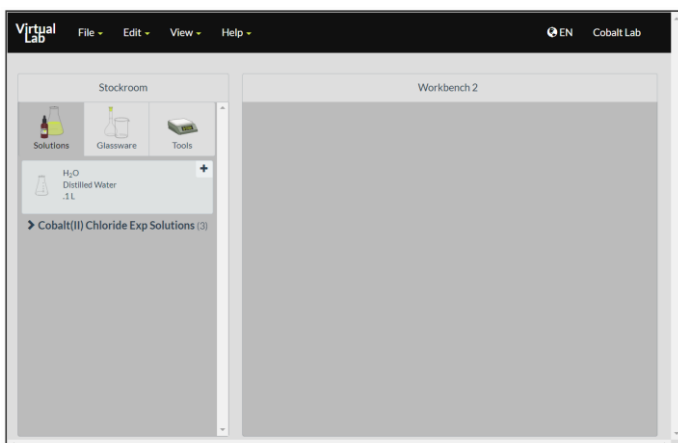 Virtual Lab File Edit View Help EN Cobalt Lab
Stockroom
Workbench 2
Solutions Glassware Tools
H₂O
Distilled Water
.1 L
Cobalt(II) Chloride Exp Solutions (3)